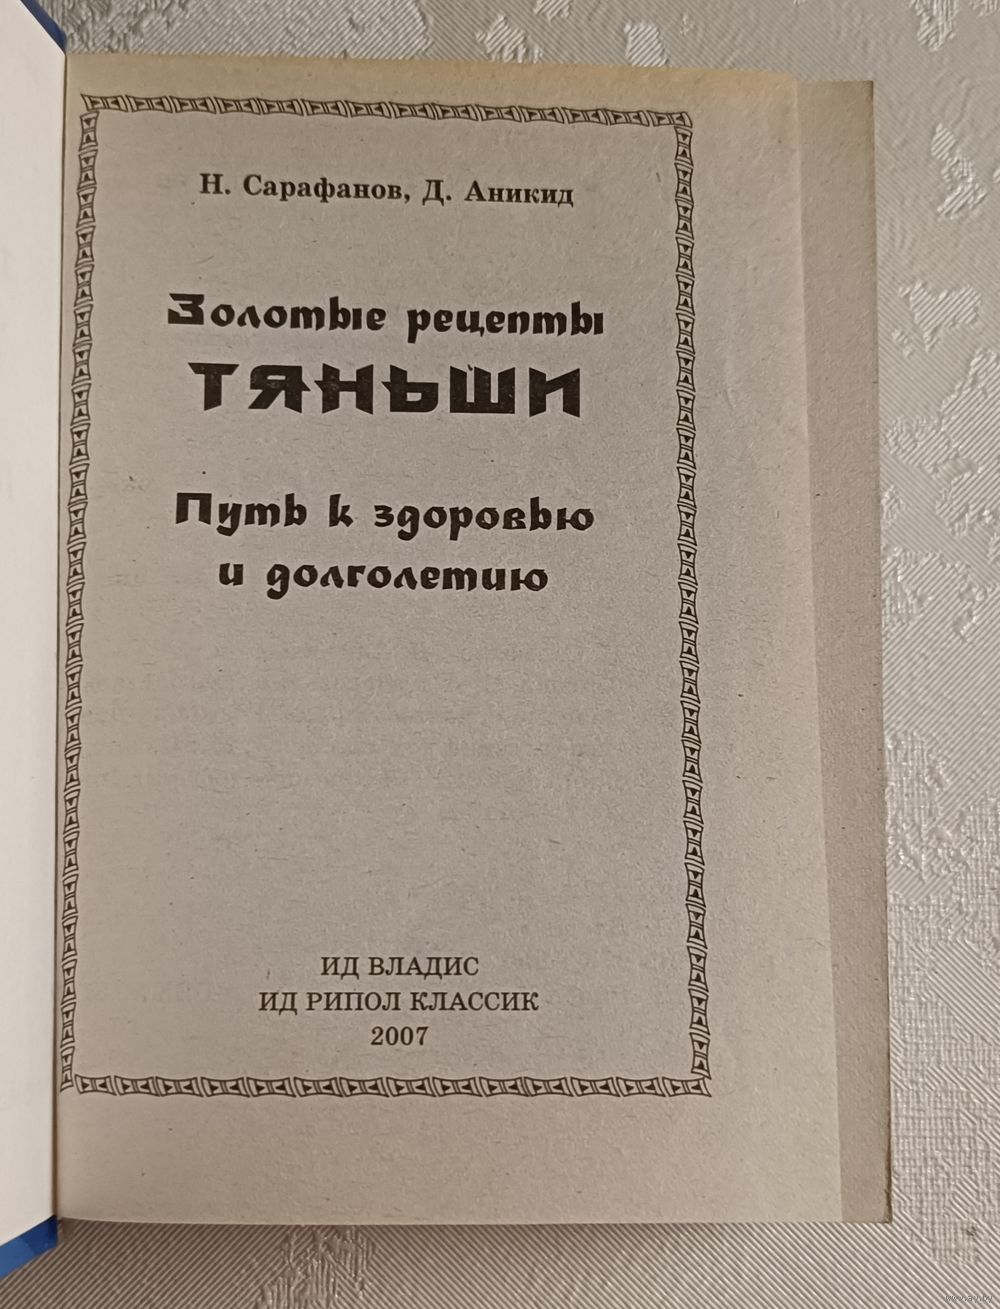 Н. Сарафанов, Д. Аникид
Золотые рецепты
ТЯНЬШИ
Путь к здоровью
и долголетию
ИД ВЛАДИС
ИД РИПОЛ КЛАССИК
2007